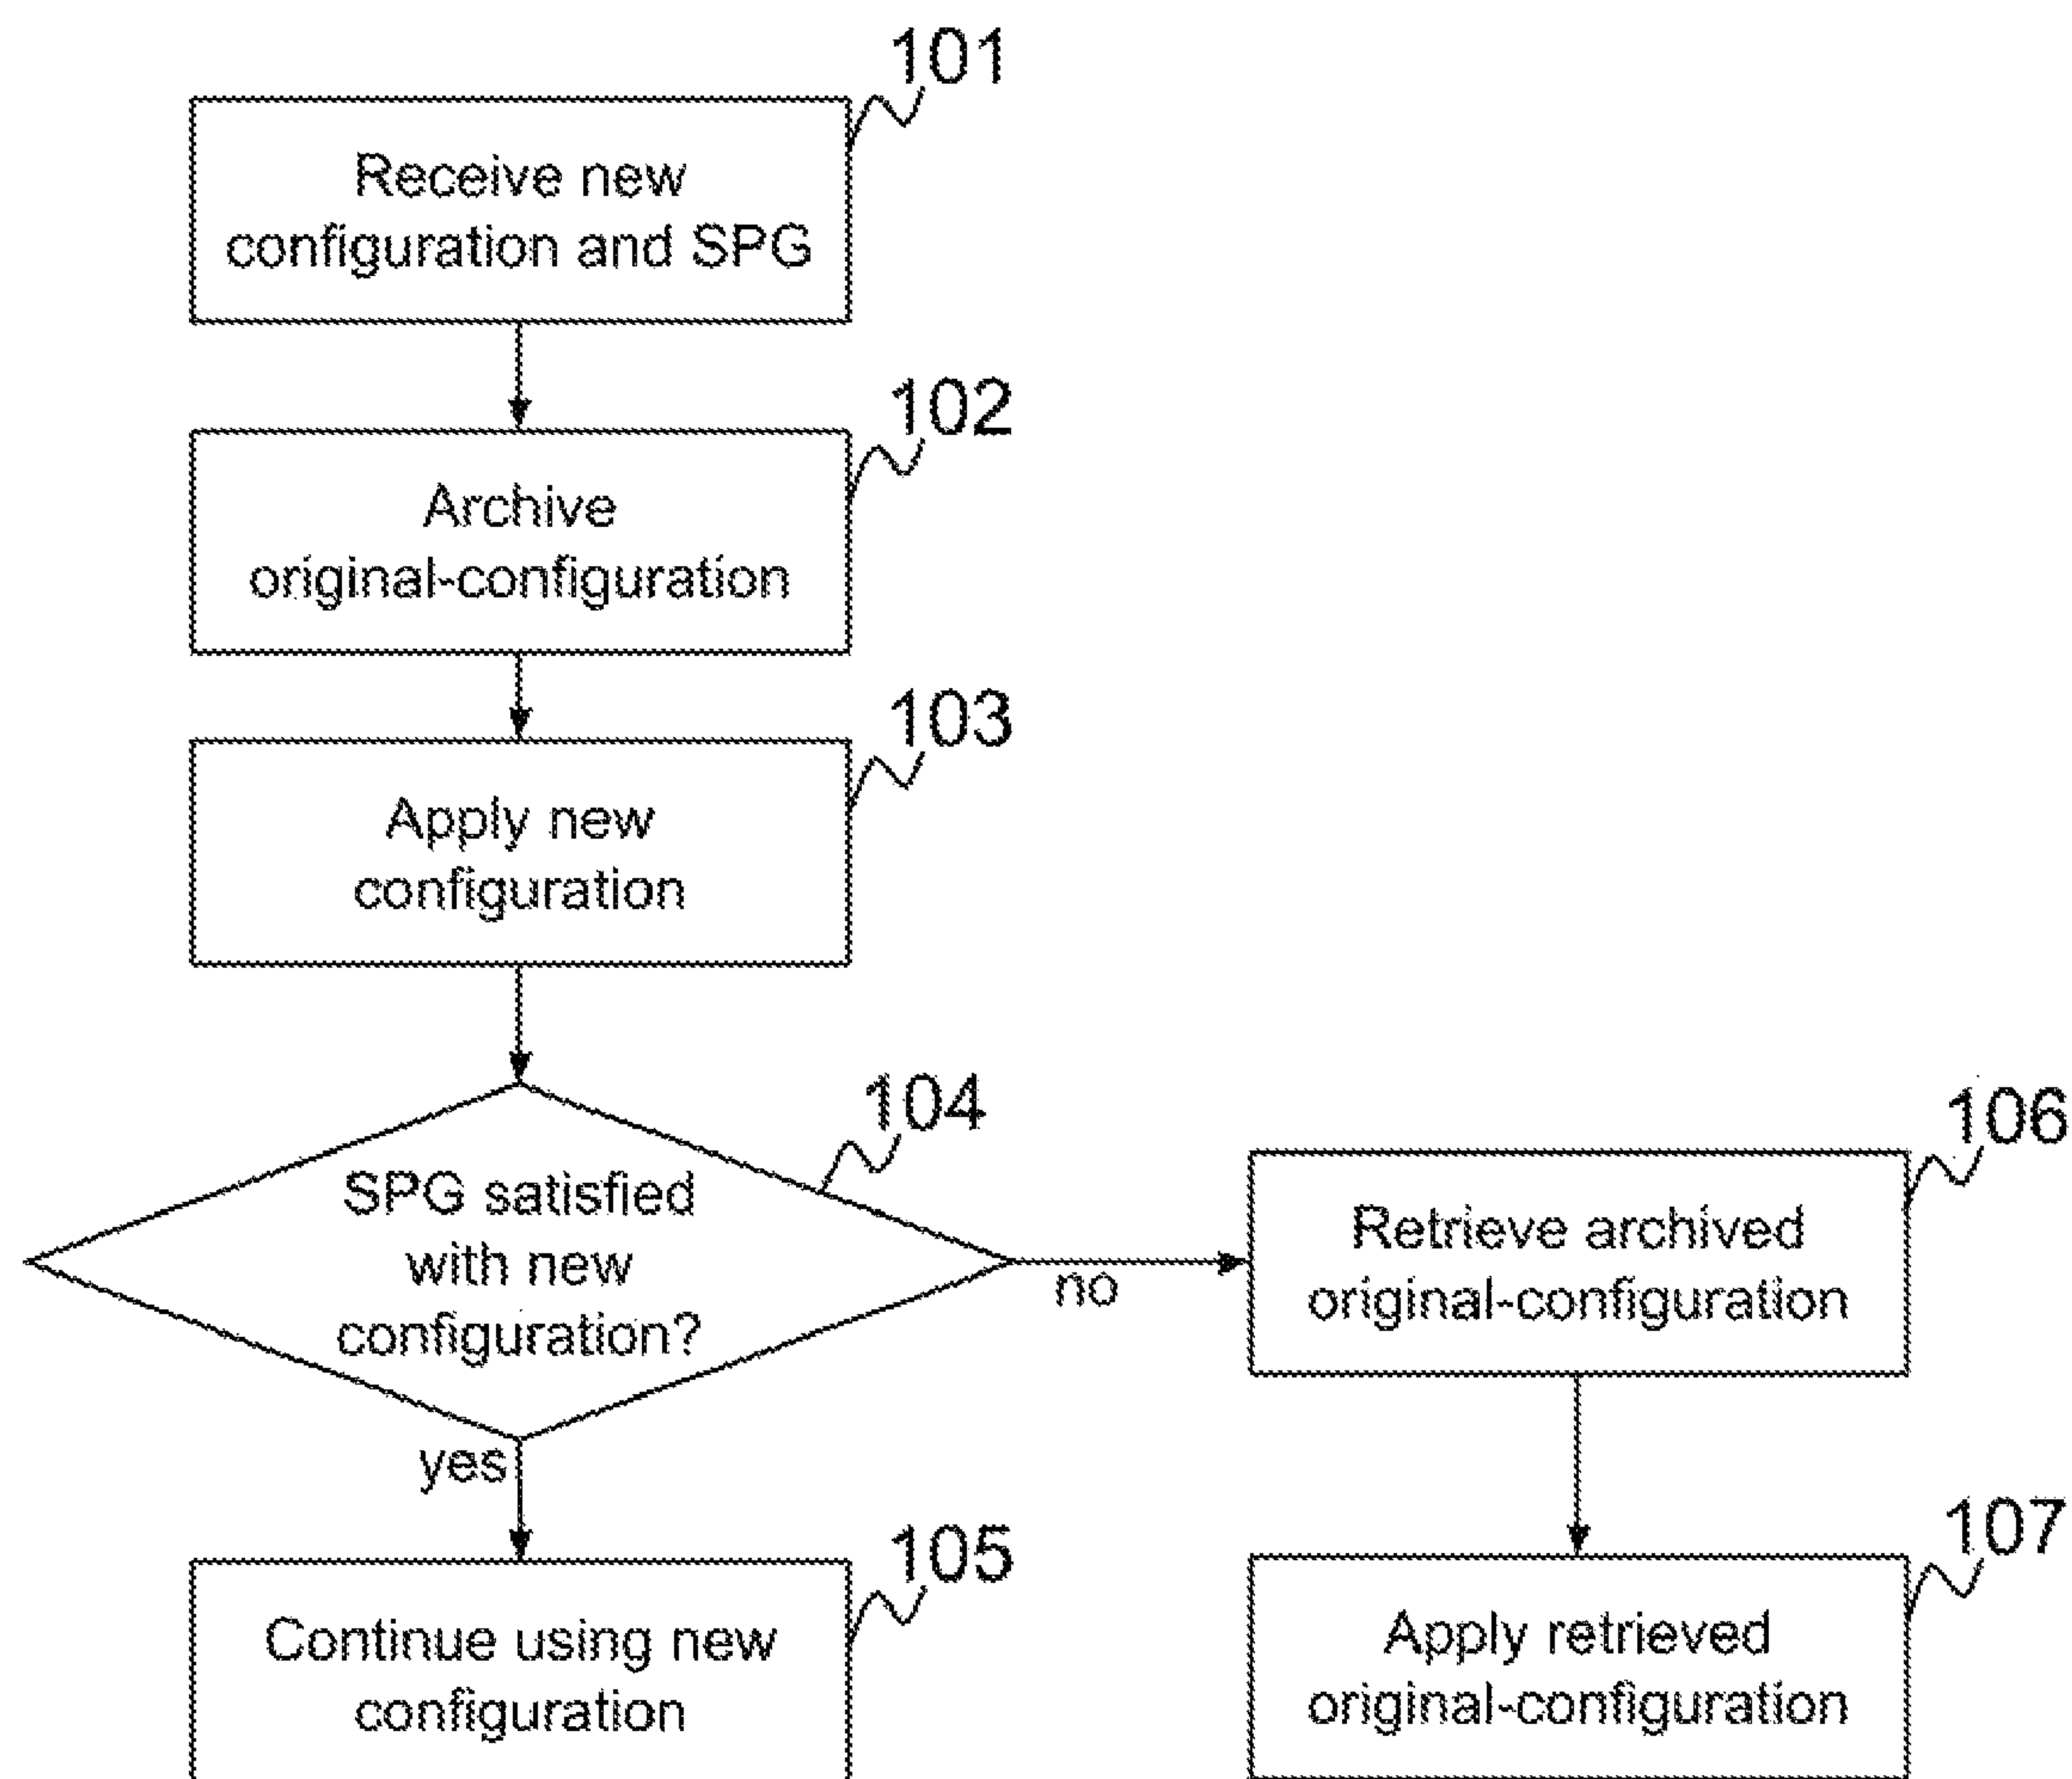 101
Receive new
configuration and SPG
102
Archive
original-configuration
103
Apply new
configuration
104
SPG satisfied
with new
configuration?
no
106
Retrieve archived
original-configuration
yes
105
Continue using new
configuration
107
Apply retrieved
original-configuration